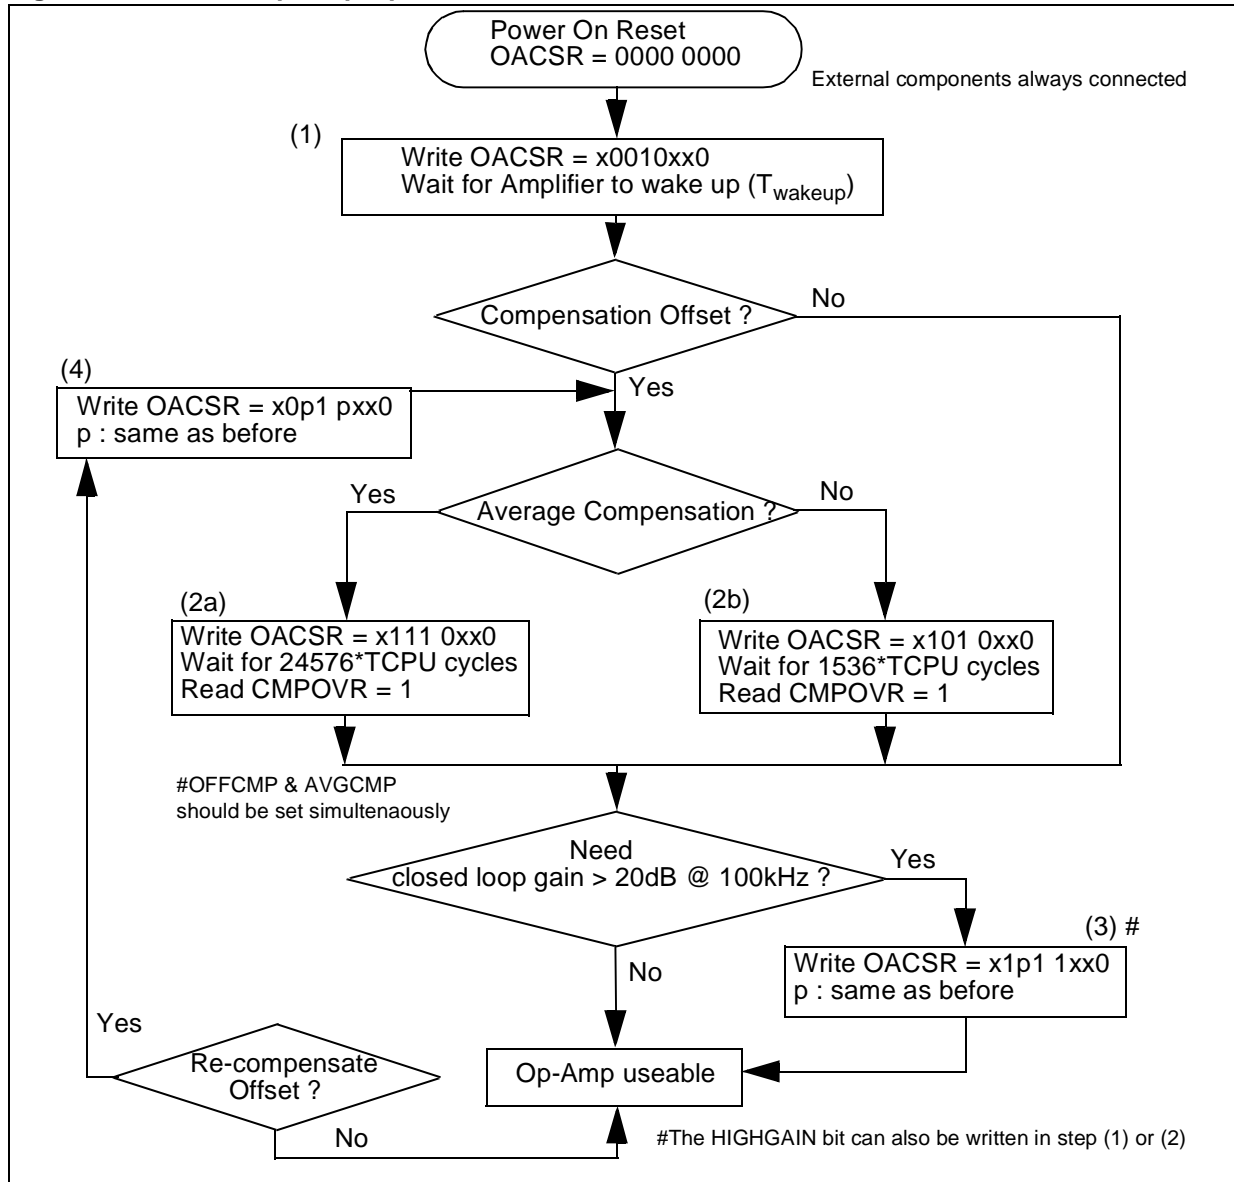 Power On Reset
OACSR = 0000 0000
External components always connected
(1)
Write OACSR = x0010xx0
Wait for Amplifier to wake up (Twakeup)
Compensation Offset ?
No
Yes
(4)
Write OACSR = x0p1 pxx0
p : same as before
Average Compensation ?
Yes
No
(2a)
Write OACSR = x111 0xx0
Wait for 24576*TCPU cycles
Read CMPOVR = 1
(2b)
Write OACSR = x101 0xx0
Wait for 1536*TCPU cycles
Read CMPOVR = 1
#OFFCMP & AVGCMP
should be set simultenaously
Need
closed loop gain > 20dB @ 100kHz ?
Yes
No
(3) #
Write OACSR = x1p1 1xx0
p : same as before
Yes
Re-compensate
Offset ?
No
Op-Amp useable
#The HIGHGAIN bit can also be written in step (1) or (2)